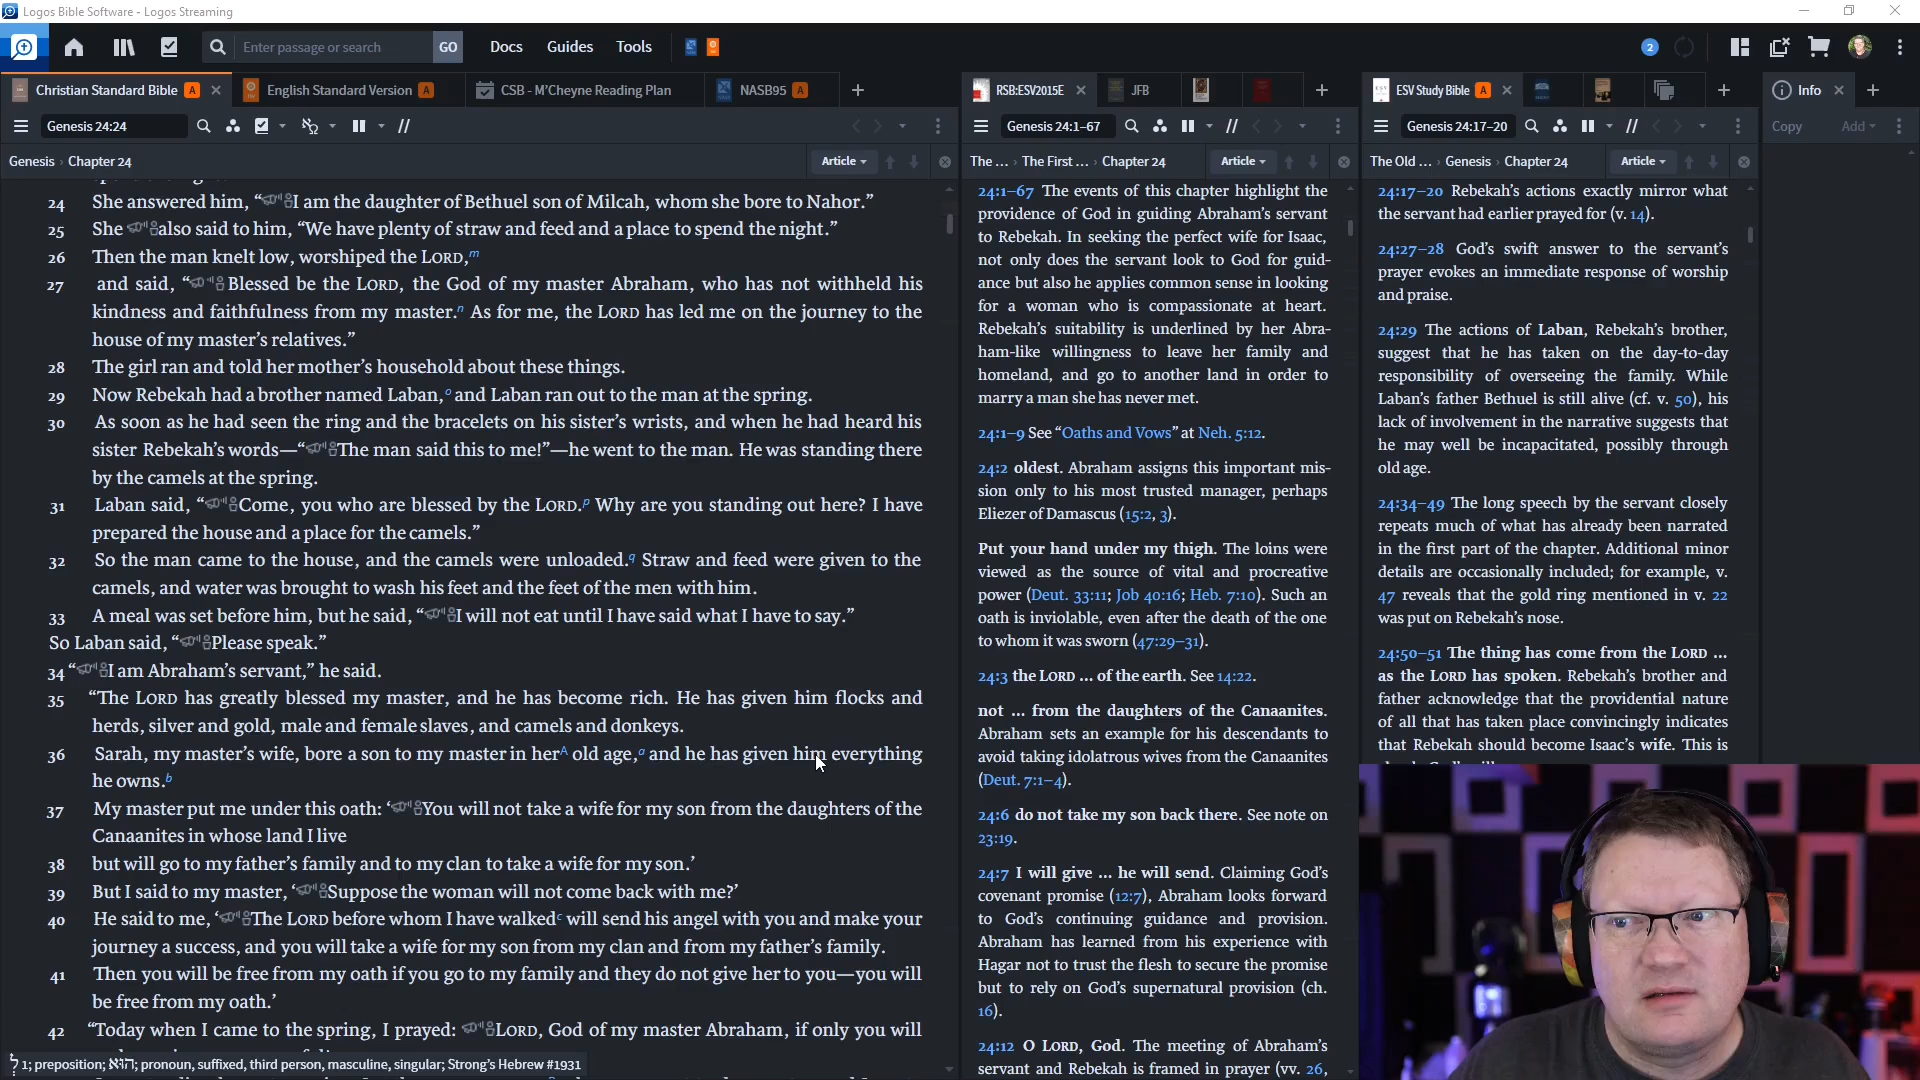 Logos Bible Software - Logos Streaming
Enter passage or search
GO
Docs
Guides
Tools
2
Christian Standard Bible A
English Standard Version A
CSB - M’Cheyne Reading Plan
NASB95 A
Genesis 24:24
Genesis › Chapter 24
Article
24 She answered him, “I am the daughter of Bethuel son of Milcah, whom she bore to Nahor.”
25 She also said to him, “We have plenty of straw and feed and a place to spend the night.”
26 Then the man knelt low, worshiped the LORD,m
27 and said, “Blessed be the LORD, the God of my master Abraham, who has not withheld his
kindness and faithfulness from my master.n As for me, the LORD has led me on the journey to the
house of my master’s relatives.”
28 The girl ran and told her mother’s household about these things.
29 Now Rebekah had a brother named Laban,o and Laban ran out to the man at the spring.
30 As soon as he had seen the ring and the bracelets on his sister’s wrists, and when he had heard his
sister Rebekah’s words—“The man said this to me!”—he went to the man. He was standing there
by the camels at the spring.
31 Laban said, “Come, you who are blessed by the LORD.p Why are you standing out here? I have
prepared the house and a place for the camels.”
32 So the man came to the house, and the camels were unloaded.q Straw and feed were given to the
camels, and water was brought to wash his feet and the feet of the men with him.
33 A meal was set before him, but he said, “I will not eat until I have said what I have to say.”
So Laban said, “Please speak.”
34 “I am Abraham’s servant,” he said.
35 “The LORD has greatly blessed my master, and he has become rich. He has given him flocks and
herds, silver and gold, male and female slaves, and camels and donkeys.
36 Sarah, my master’s wife, bore a son to my master in herA old age,a and he has given him everything
he owns.b
37 My master put me under this oath: ‘You will not take a wife for my son from the daughters of the
Canaanites in whose land I live
38 but will go to my father’s family and to my clan to take a wife for my son.’
39 But I said to my master, ‘Suppose the woman will not come back with me?’
40 He said to me, ‘The LORD before whom I have walkedc will send his angel with you and make your
journey a success, and you will take a wife for my son from my clan and from my father’s family.
41 Then you will be free from my oath if you go to my family and they do not give her to you—you will
be free from my oath.’
42 “Today when I came to the spring, I prayed: LORD, God of my master Abraham, if only you will
1; preposition; הוּא; pronoun, suffixed, third person, masculine, singular; Strong’s Hebrew #1931
RSB:ESV2015E
JFB
Genesis 24:1–67
The ... › The First ... › Chapter 24
Article
24:1–67 The events of this chapter highlight the
providence of God in guiding Abraham’s servant
to Rebekah. In seeking the perfect wife for Isaac,
not only does the servant look to God for guid-
ance but also he applies common sense in looking
for a woman who is compassionate at heart.
Rebekah’s suitability is underlined by her Abra-
ham-like willingness to leave her family and
homeland, and go to another land in order to
marry a man she has never met.
24:1–9 See “Oaths and Vows” at Neh. 5:12.
24:2 oldest. Abraham assigns this important mis-
sion only to his most trusted manager, perhaps
Eliezer of Damascus (15:2, 3).
Put your hand under my thigh. The loins were
viewed as the source of vital and procreative
power (Deut. 33:11; Job 40:16; Heb. 7:10). Such an
oath is inviolable, even after the death of the one
to whom it was sworn (47:29–31).
24:3 the LORD ... of the earth. See 14:22.
not ... from the daughters of the Canaanites.
Abraham sets an example for his descendants to
avoid taking idolatrous wives from the Canaanites
(Deut. 7:1–4).
24:6 do not take my son back there. See note on
23:19.
24:7 I will give ... he will send. Claiming God’s
covenant promise (12:7), Abraham looks forward
to God’s continuing guidance and provision.
Abraham has learned from his experience with
Hagar not to trust the flesh to secure the promise
but to rely on God’s supernatural provision (ch.
16).
24:12 O LORD, God. The meeting of Abraham’s
servant and Rebekah is framed in prayer (vv. 26,
ESV Study Bible A
Genesis 24:17–20
The Old ... › Genesis › Chapter 24
Article
24:17–20 Rebekah’s actions exactly mirror what
the servant had earlier prayed for (v. 14).
24:27–28 God’s swift answer to the servant’s
prayer evokes an immediate response of worship
and praise.
24:29 The actions of Laban, Rebekah’s brother,
suggest that he has taken on the day-to-day
responsibility of overseeing the family. While
Laban’s father Bethuel is still alive (cf. v. 50), his
lack of involvement in the narrative suggests that
he may well be incapacitated, possibly through
old age.
24:34–49 The long speech by the servant closely
repeats much of what has already been narrated
in the first part of the chapter. Additional minor
details are occasionally included; for example, v.
47 reveals that the gold ring mentioned in v. 22
was put on Rebekah’s nose.
24:50–51 The thing has come from the LORD ...
as the LORD has spoken. Rebekah’s brother and
father acknowledge that the providential nature
of all that has taken place convincingly indicates
that Rebekah should become Isaac’s wife. This is
Info
Copy
Add